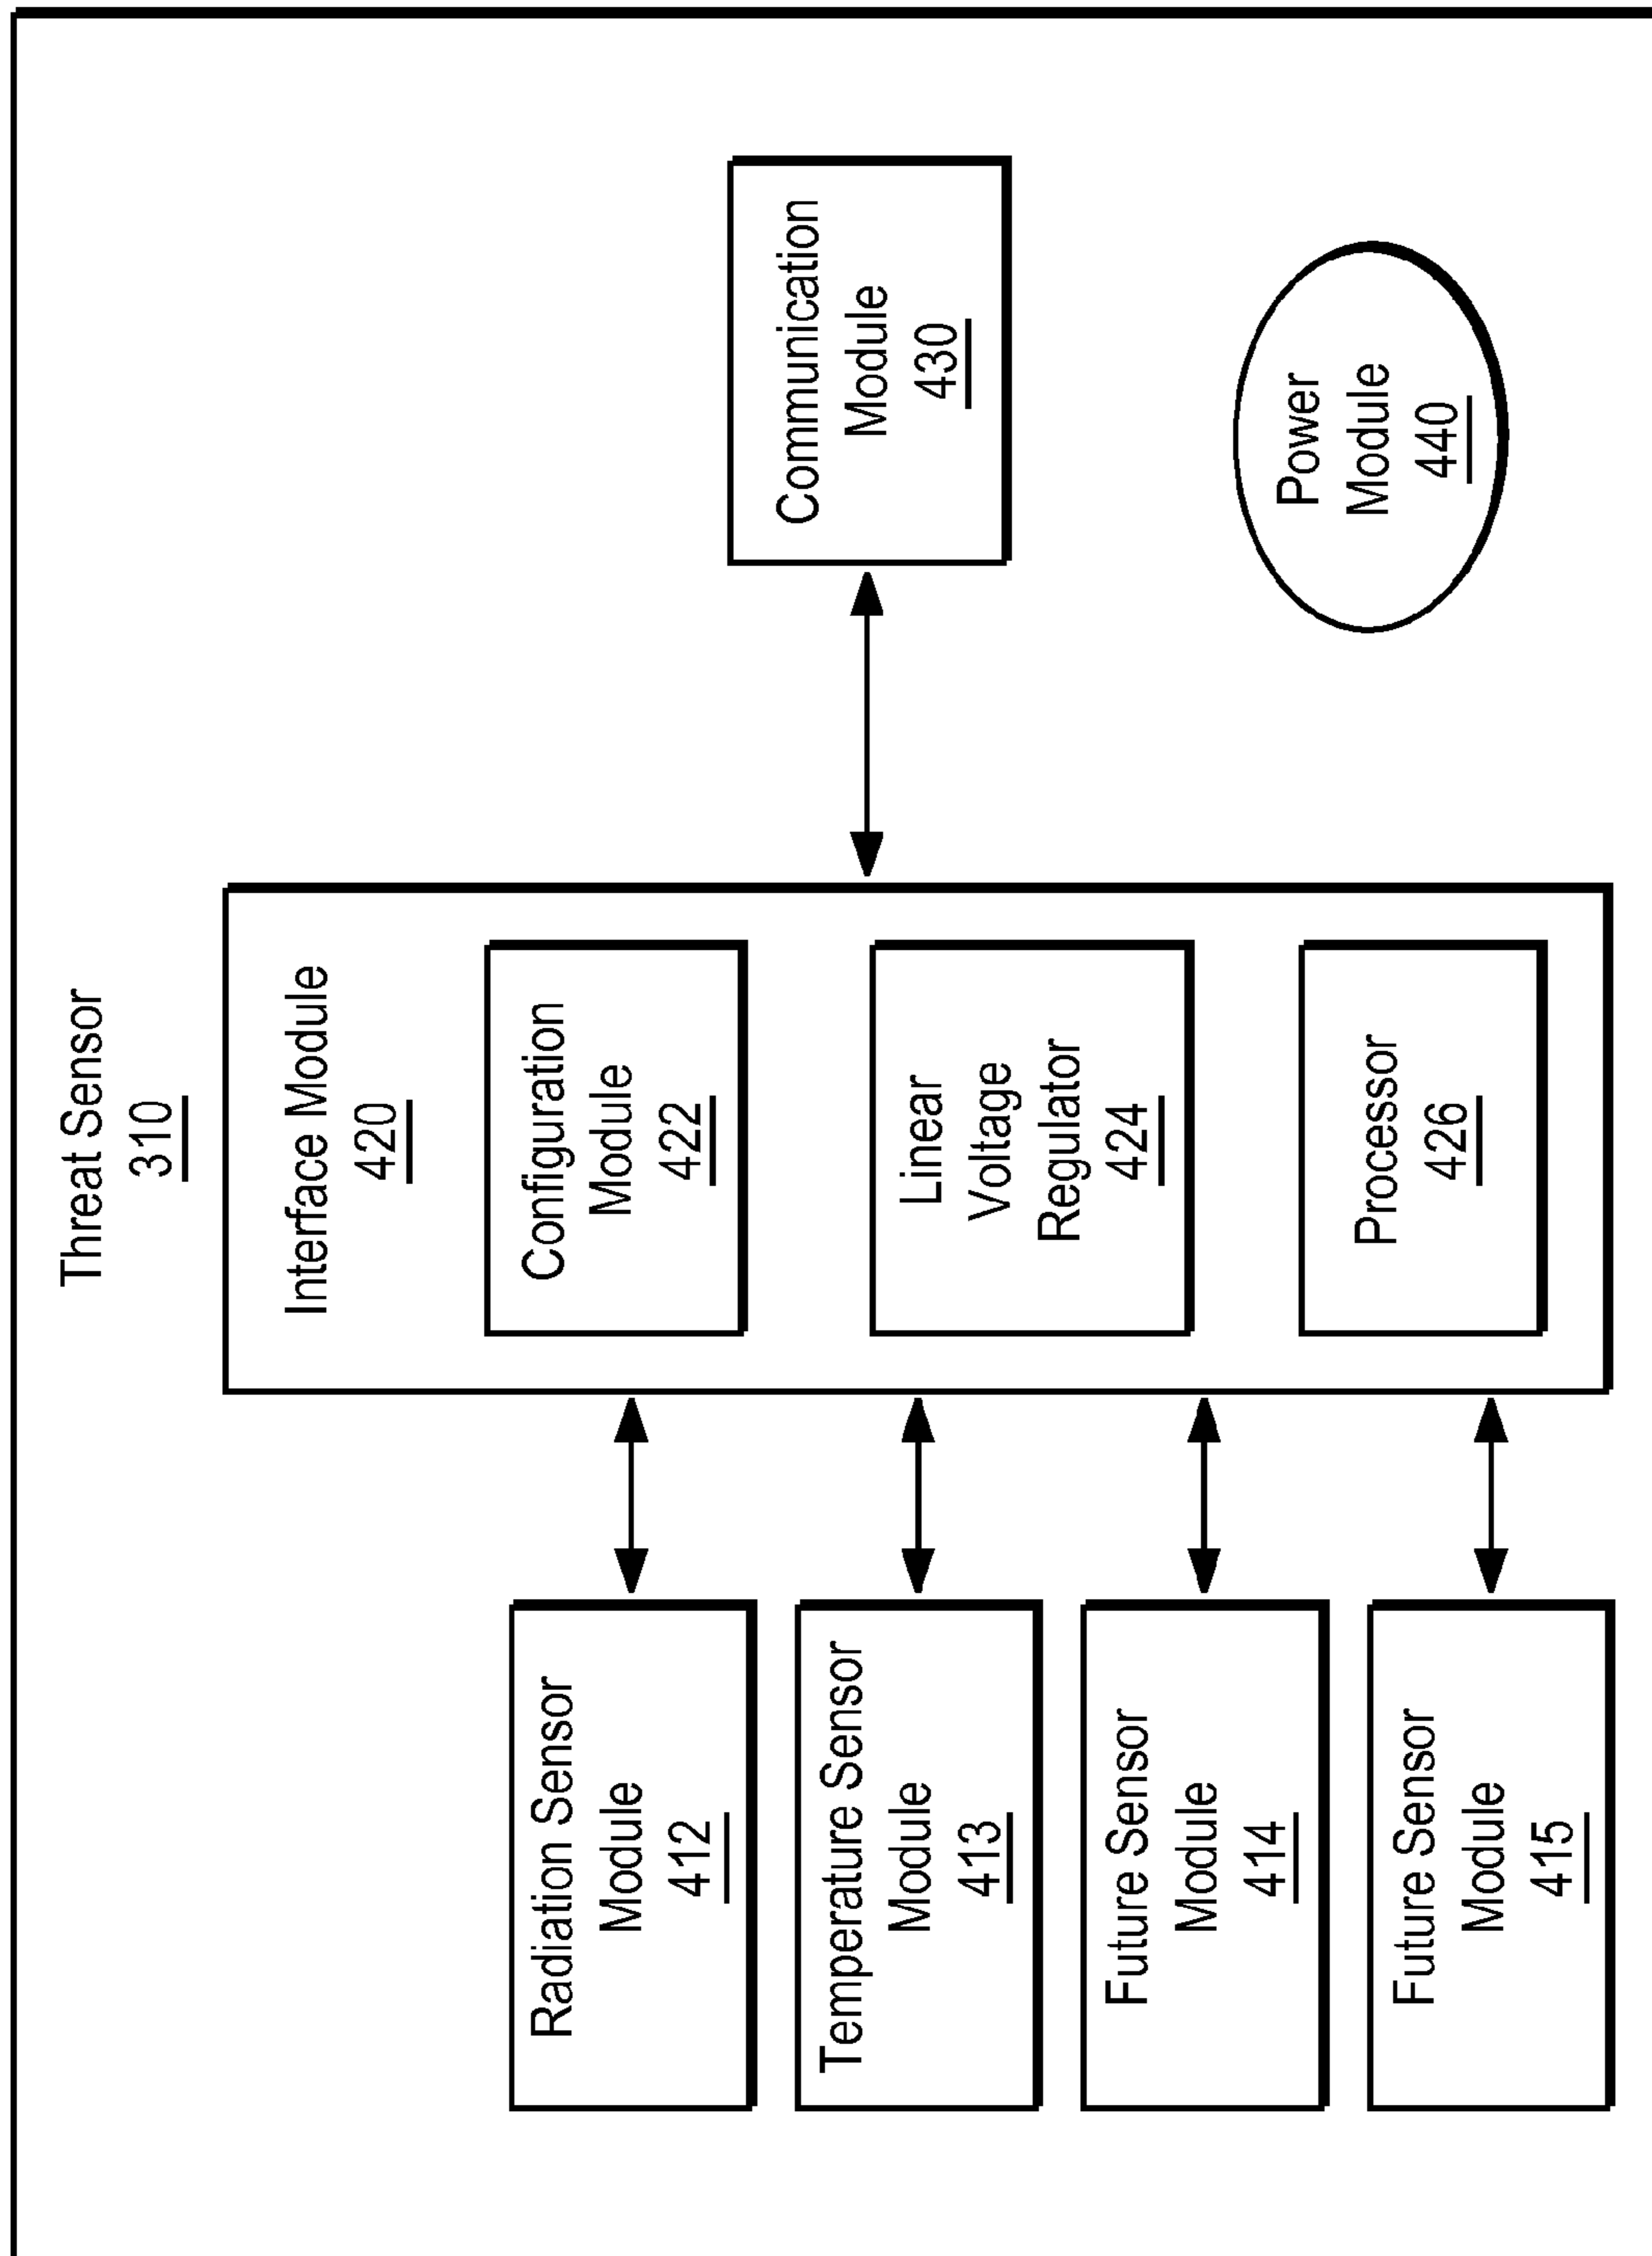 Threat Sensor
310
Radiation Sensor
Module
412
Temperature Sensor
Module
413
Future Sensor
Module
414
Future Sensor
Module
415
Interface Module
420
Configuration
Module
422
Linear
Voltage
Regulator
424
Processor
426
Communication
Module
430
Power
Module
440